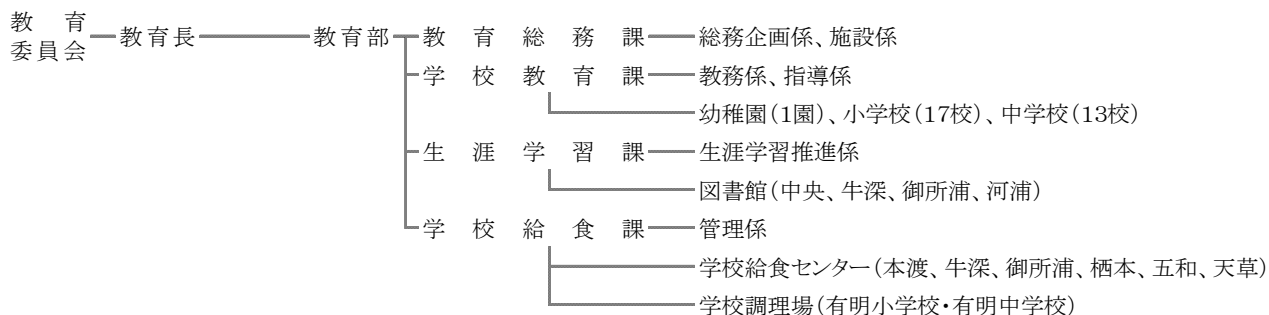 教育委員会 教育長 教育部 教育総務課 総務企画係、施設係
学校教育課 教務係、指導係
幼稚園(1園)、小学校(17校)、中学校(13校)
生涯学習課 生涯学習推進係
図書館(中央、牛深、御所浦、河浦)
学校給食課 管理係
学校給食センター(本渡、牛深、御所浦、栖本、五和、天草)
学校調理場(有明小学校・有明中学校)